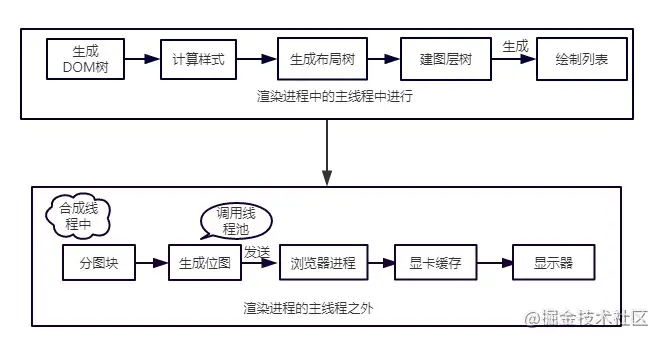 生成
DOM树
计算样式
生成布局树
建图层树
生成
绘制列表
渲染进程中的主线程中进行
合成线
程中
调用线
程池
分图块
生成位图
发送
浏览器进程
显卡缓存
显示器
渲染进程的主线程之外
@掘金技术社区